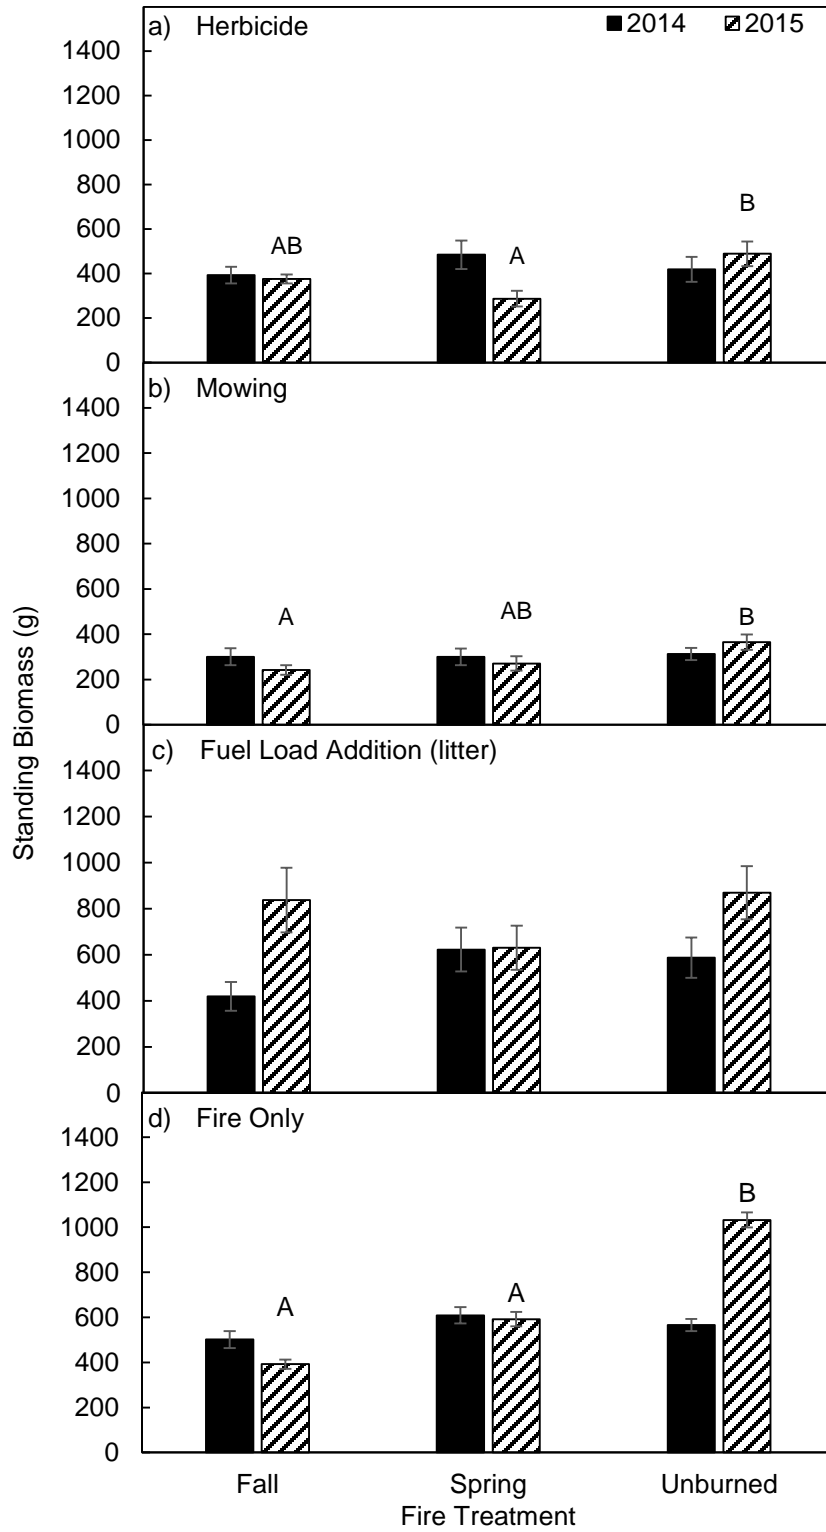 a) Herbicide
2014 2015
1400
1200
1000
800
600
400
200
0
AB
A
B
b) Mowing
1400
1200
1000
800
600
400
200
0
A
AB
B
Standing Biomass (g)
c) Fuel Load Addition (litter)
1400
1200
1000
800
600
400
200
0
d) Fire Only
1400
1200
1000
800
600
400
200
0
A
A
B
Fall Spring Unburned
Fire Treatment